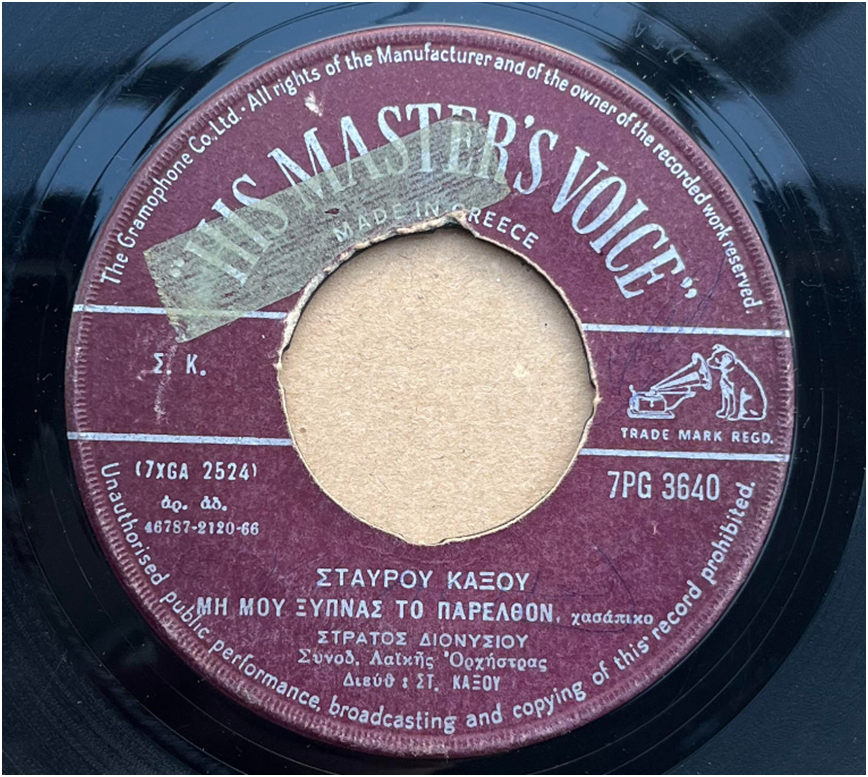 The Gramophone Co.Ltd. · All rights of the Manufacturer and of the owner of the recorded work reserved.
"HIS MASTER'S VOICE"
MADE IN GREECE
Σ. Κ.
TRADE MARK REGD.
(7XGA 2524)
7PG 3640
ἀρ. ἀδ.
46787-2120-66
ΣΤΑΥΡΟΥ ΚΑΞΟΥ
ΜΗ ΜΟΥ ΞΥΠΝΑΣ ΤΟ ΠΑΡΕΛΘΟΝ, χασάπικο
ΣΤΡΑΤΟΣ ΔΙΟΝΥΣΙΟΥ
Συνοδ. Λαϊκῆς Ὀρχήστρας
Διεύθ : ΣΤ. ΚΑΞΟΥ
Unauthorised public performance, broadcasting and copying of this record prohibited.